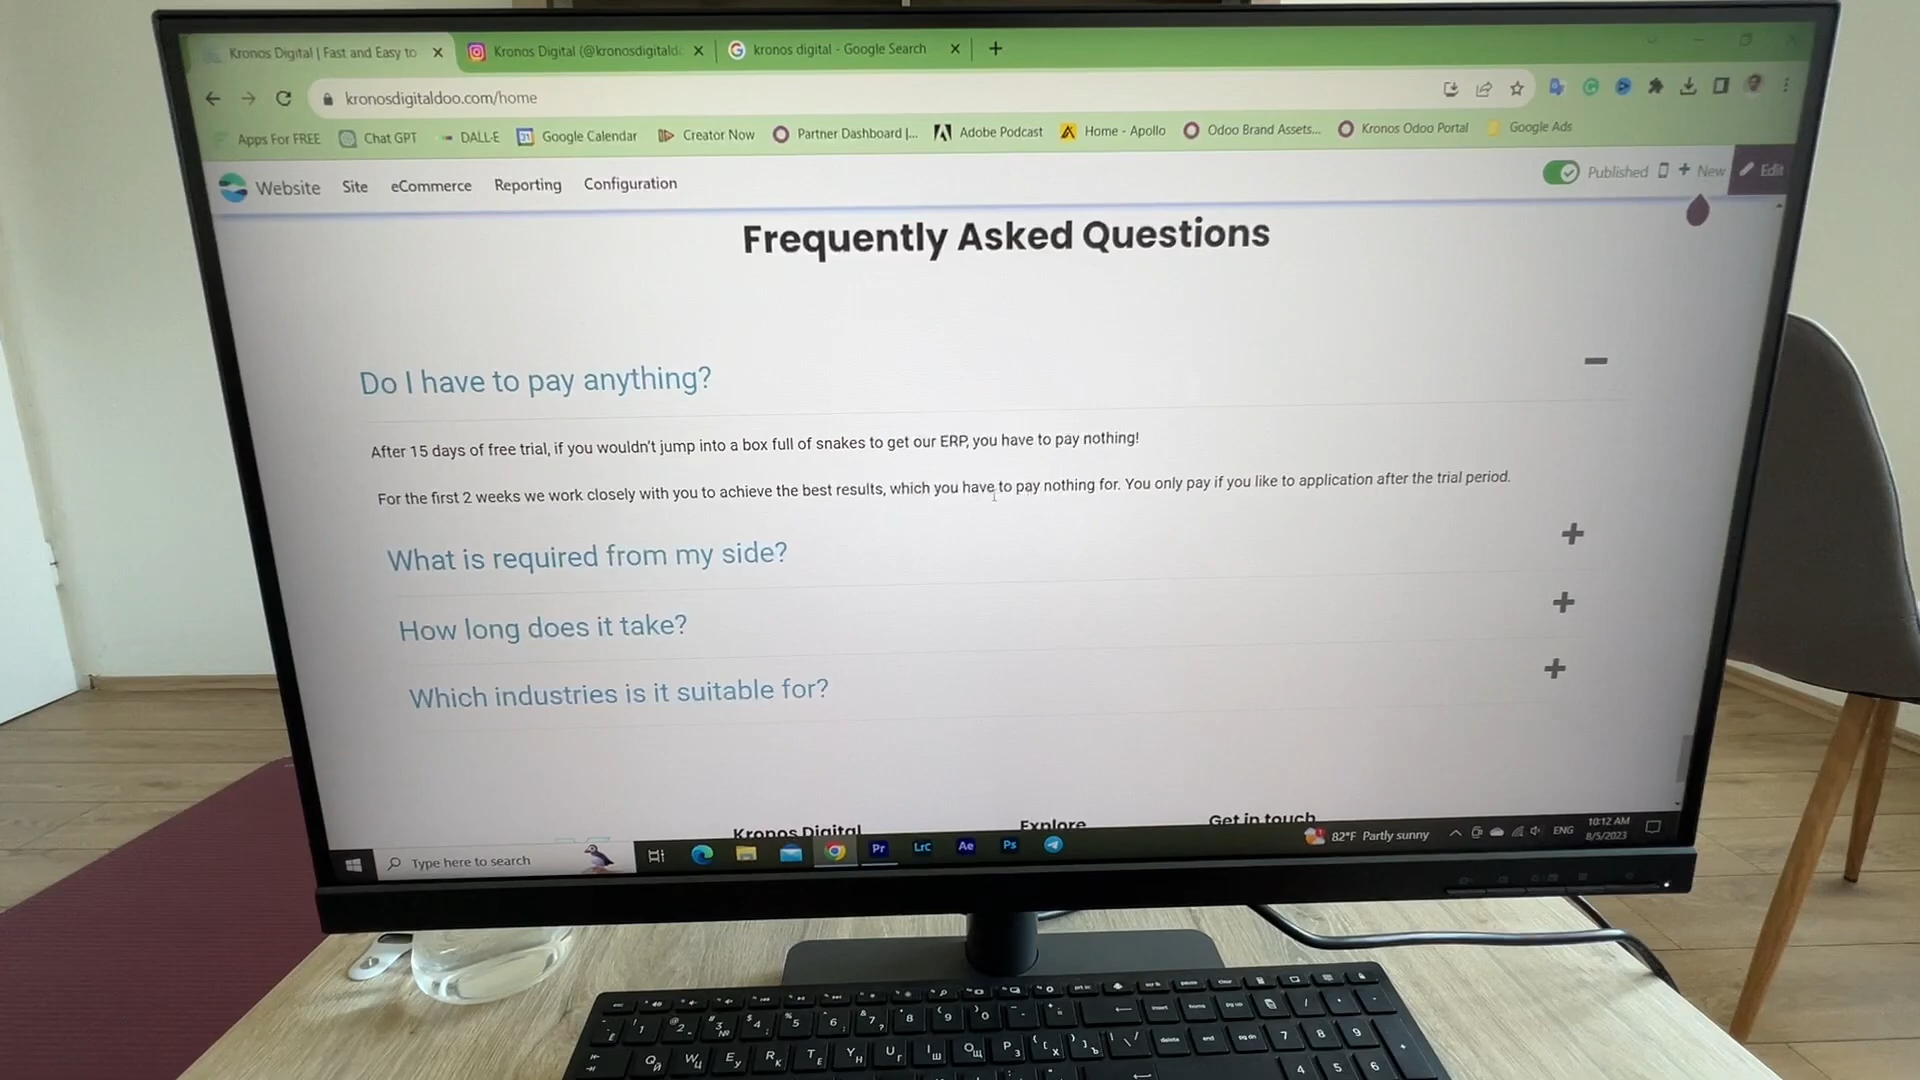 Kronos Digital | Fast and Easy to
Kronos Digital (@kronosdigitald
kronos digital - Google Search
kronosdigitaldoo.com/home
Apps For FREE Chat GPT DALL-E Google Calendar Creator Now Partner Dashboard |... Adobe Podcast Home - Apollo Odoo Brand Assets... Kronos Odoo Portal Google Ads
Website Site eCommerce Reporting Configuration Published + New Edit
Frequently Asked Questions
Do I have to pay anything?
After 15 days of free trial, if you wouldn't jump into a box full of snakes to get our ERP, you have to pay nothing!
For the first 2 weeks we work closely with you to achieve the best results, which you have to pay nothing for. You only pay if you like to application after the trial period.
What is required from my side?
How long does it take?
Which industries is it suitable for?
Kronos Digital Explore Get in touch
Type here to search Pr Lrc Ae Ps 82°F Partly sunny ENG 10:12 AM
8/5/2023